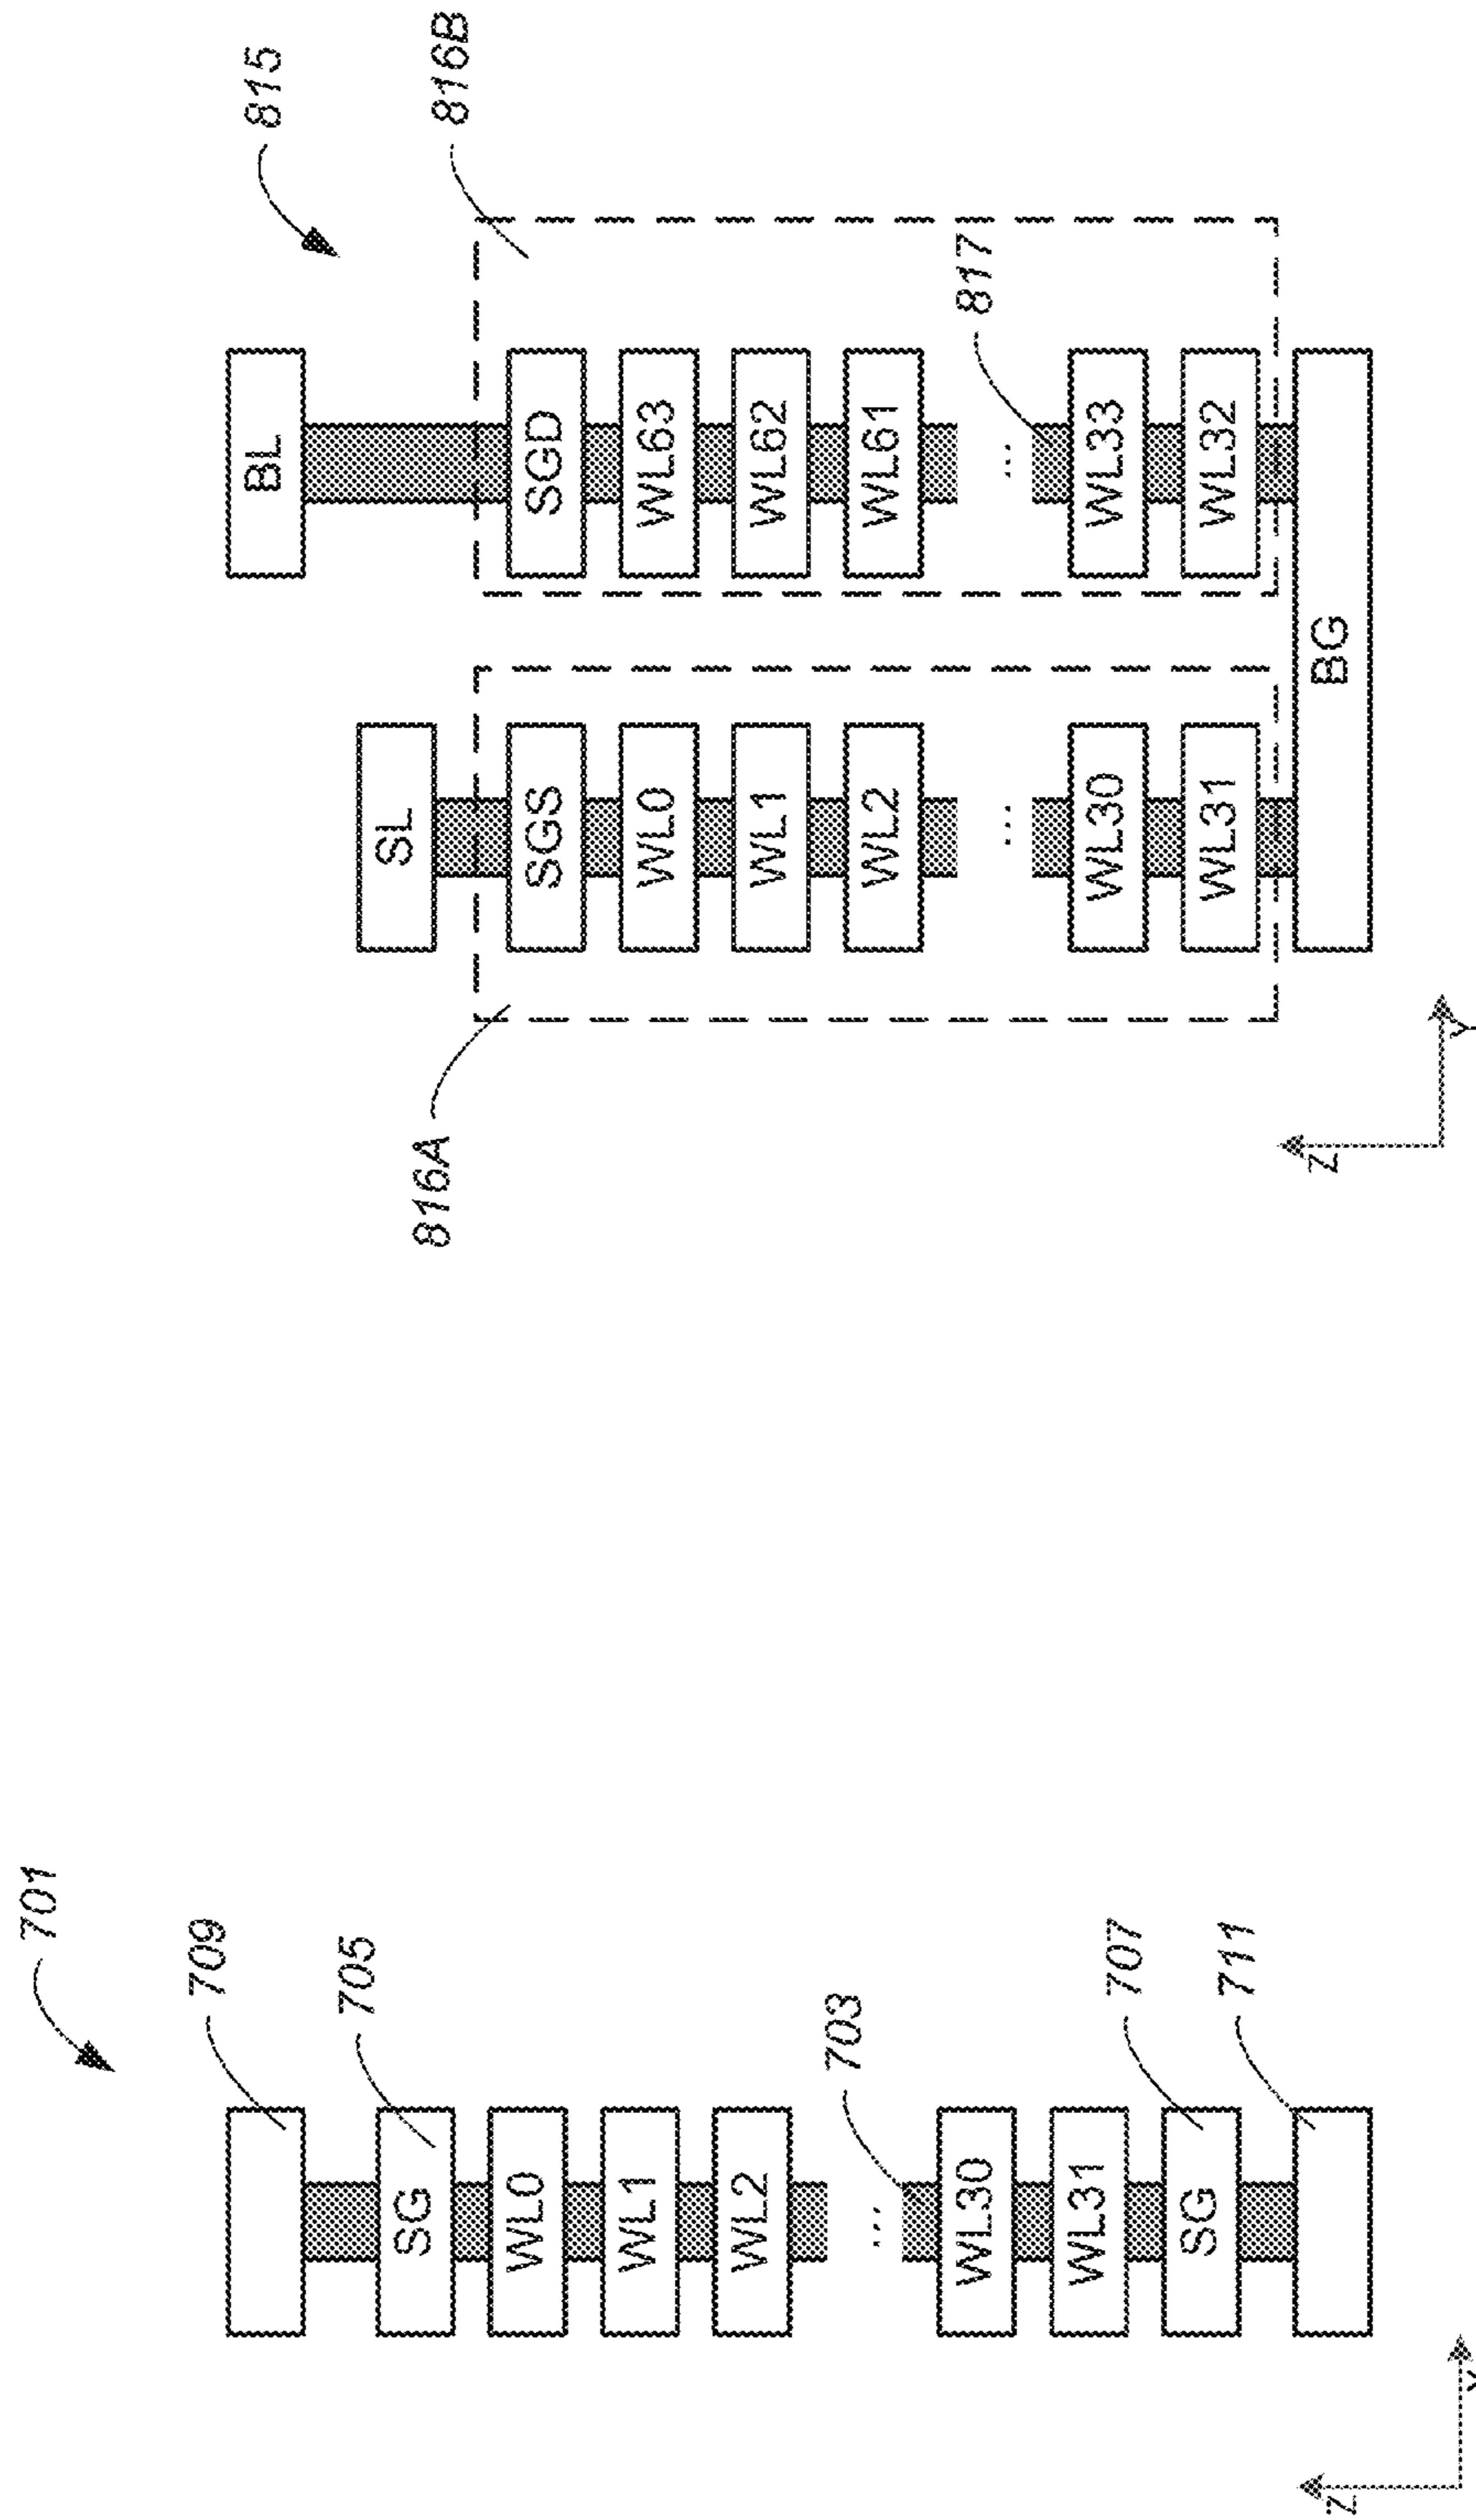 701
709
705
703
707
711
SG
WL0
WL1
WL2
...
WL30
WL31
SG
Z
Y
815
816A
816B
817
SL
SGS
WL0
WL1
WL2
...
WL30
WL31
BL
SGD
WL63
WL62
WL61
...
WL33
WL32
BG
Z
Y